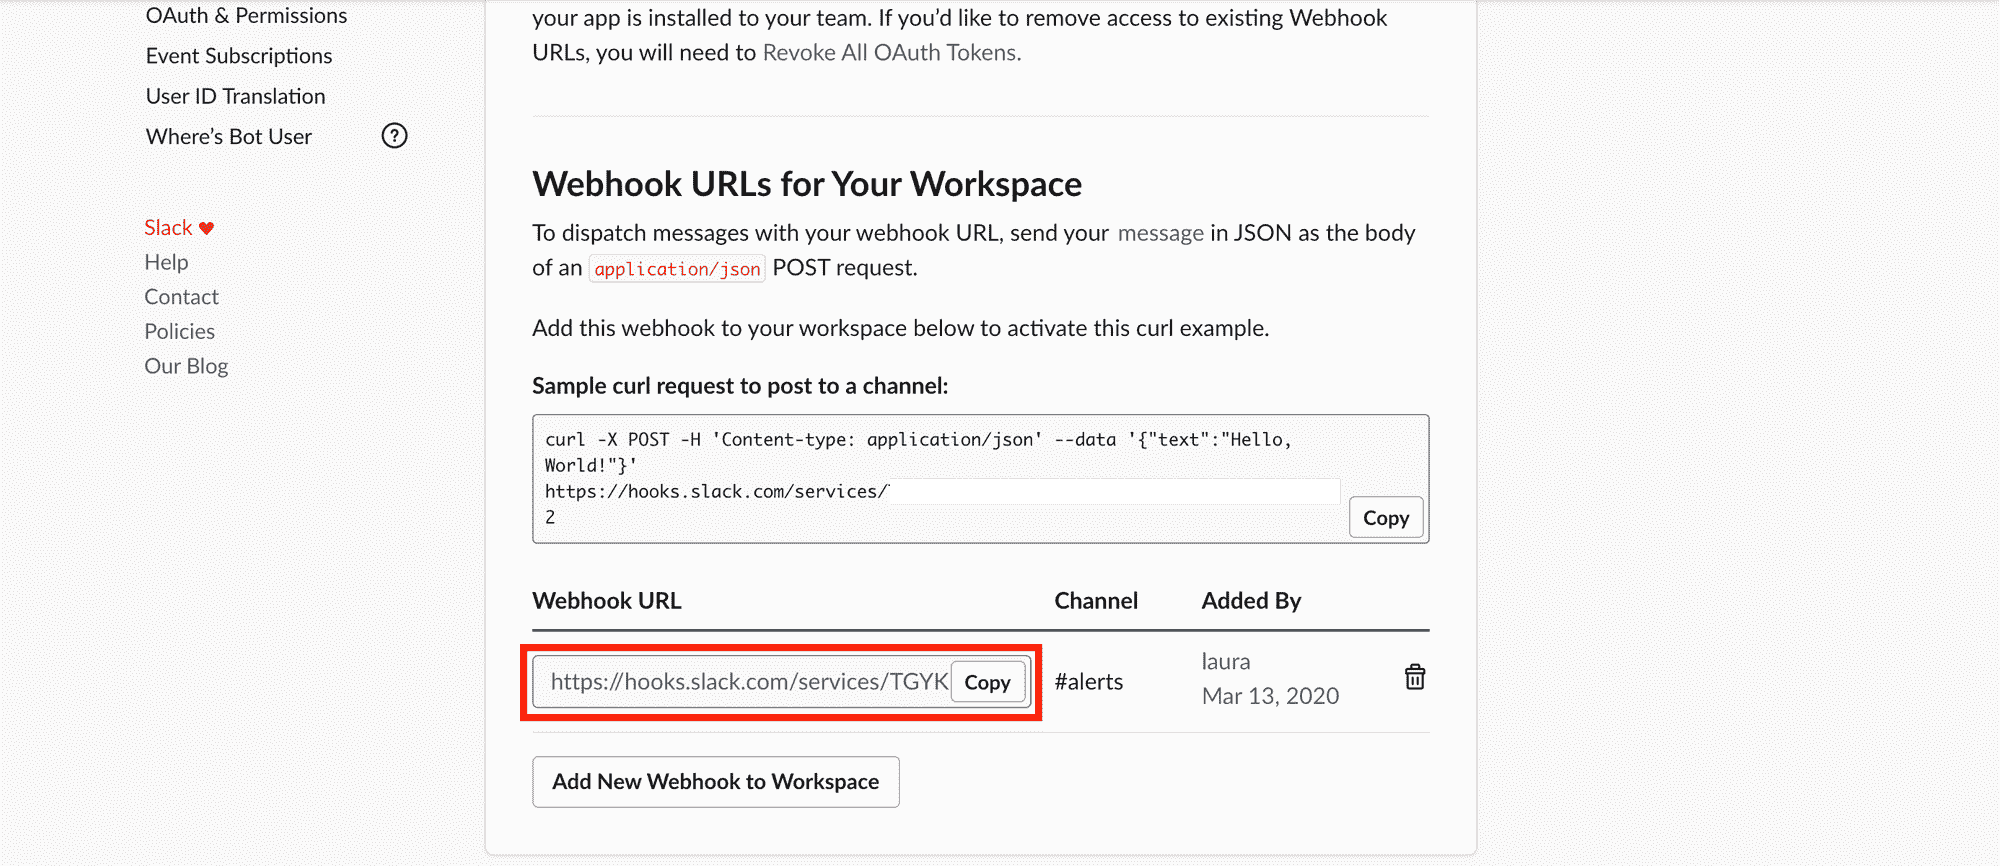 OAuth & Permissions
Event Subscriptions
User ID Translation
Where’s Bot User
?
Slack
Help
Contact
Policies
Our Blog
your app is installed to your team. If you’d like to remove access to existing Webhook
URLs, you will need to Revoke All OAuth Tokens.
Webhook URLs for Your Workspace
To dispatch messages with your webhook URL, send your message in JSON as the body
of an application/json POST request.
Add this webhook to your workspace below to activate this curl example.
Sample curl request to post to a channel:
curl -X POST -H 'Content-type: application/json' --data '{"text":"Hello,
World!"}'
https://hooks.slack.com/services/
2
Copy
Webhook URL Channel Added By
https://hooks.slack.com/services/TGYK Copy #alerts laura
Mar 13, 2020
Add New Webhook to Workspace